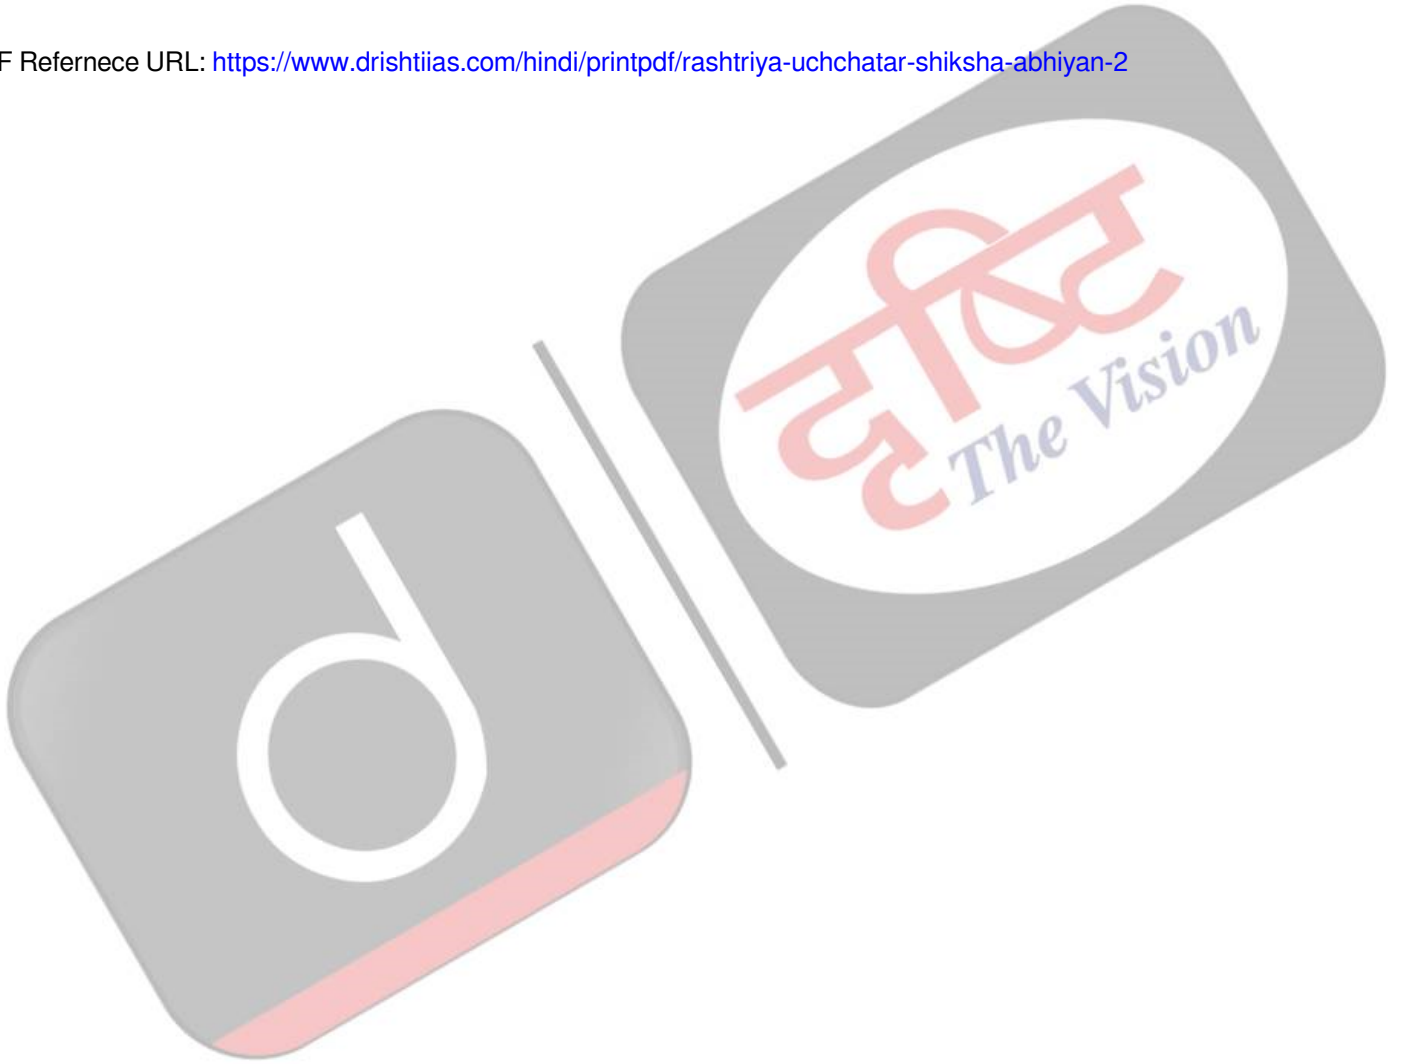 F Refernece URL: https://www.drishtiias.com/hindi/printpdf/rashtriya-uchchatar-shiksha-abhiyan-2
दृष्टि
The Vision
d